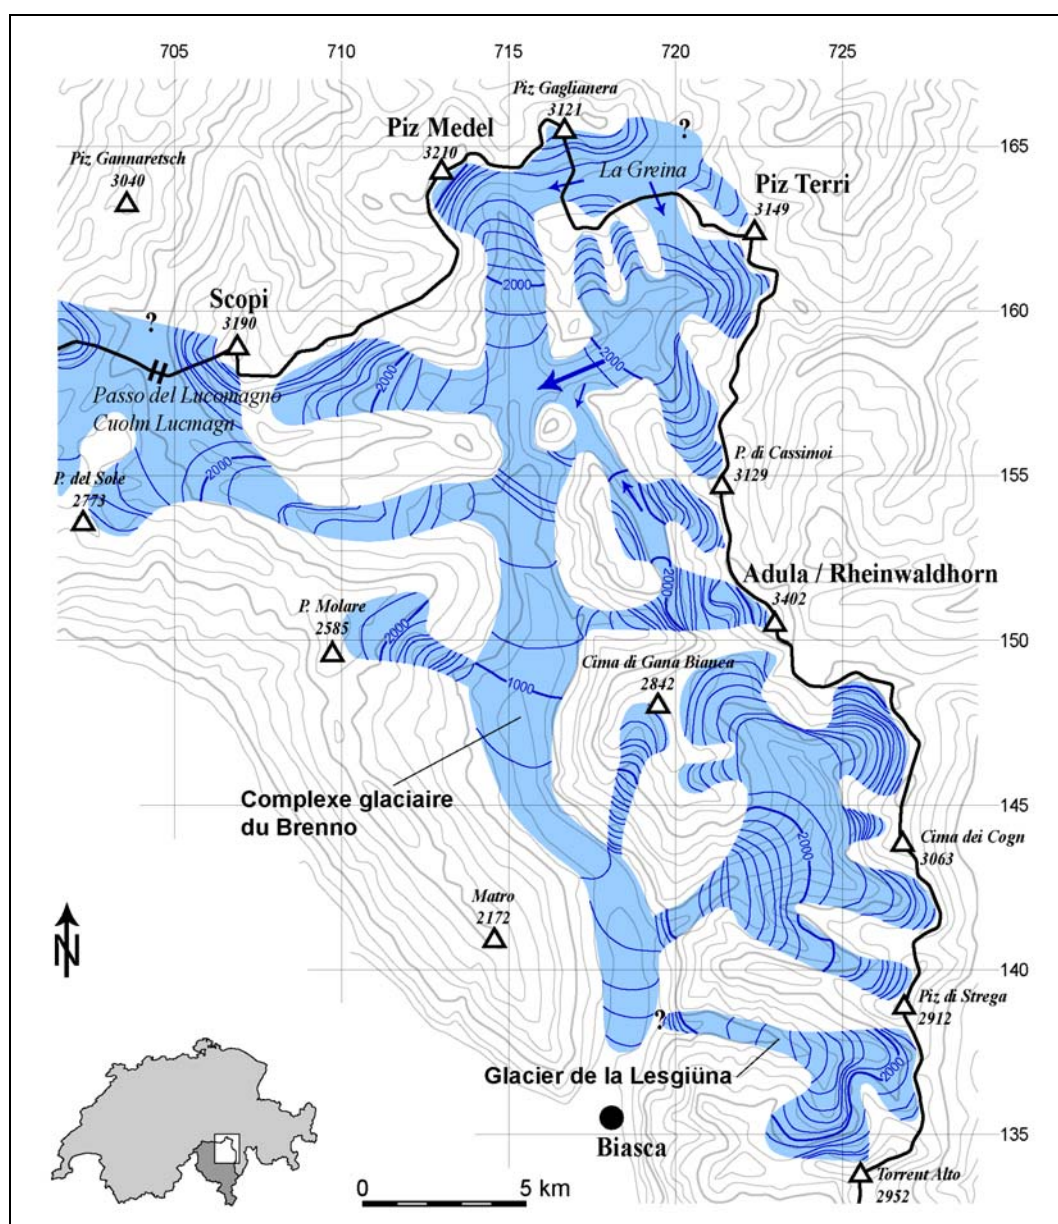 705 710 715 720 725
Piz Gaglianera
3121
?
Piz Medel
3210
165
Piz Gannaretsch
3040
La Greina
Piz Terri
3149
2000
Scopi
3190
160
?
2000
2000
Passo del Lucomagno
Cuolm Lucmagn
P. di Cassimoi
3129
2000
155
P. del Sole
2773
Adula / Rheinwaldhorn
3402
2000
P. Molare
2585
2000
150
Cima di Gana Bianca
2842
1000
Complexe glaciaire
du Brenno
145
2000
Cima dei Cogn
3063
Matro
2172
N
140
Piz di Strega
2912
?
Glacier de la Lesgiüna
2000
Biasca
135
Torrent Alto
2952
0 5 km